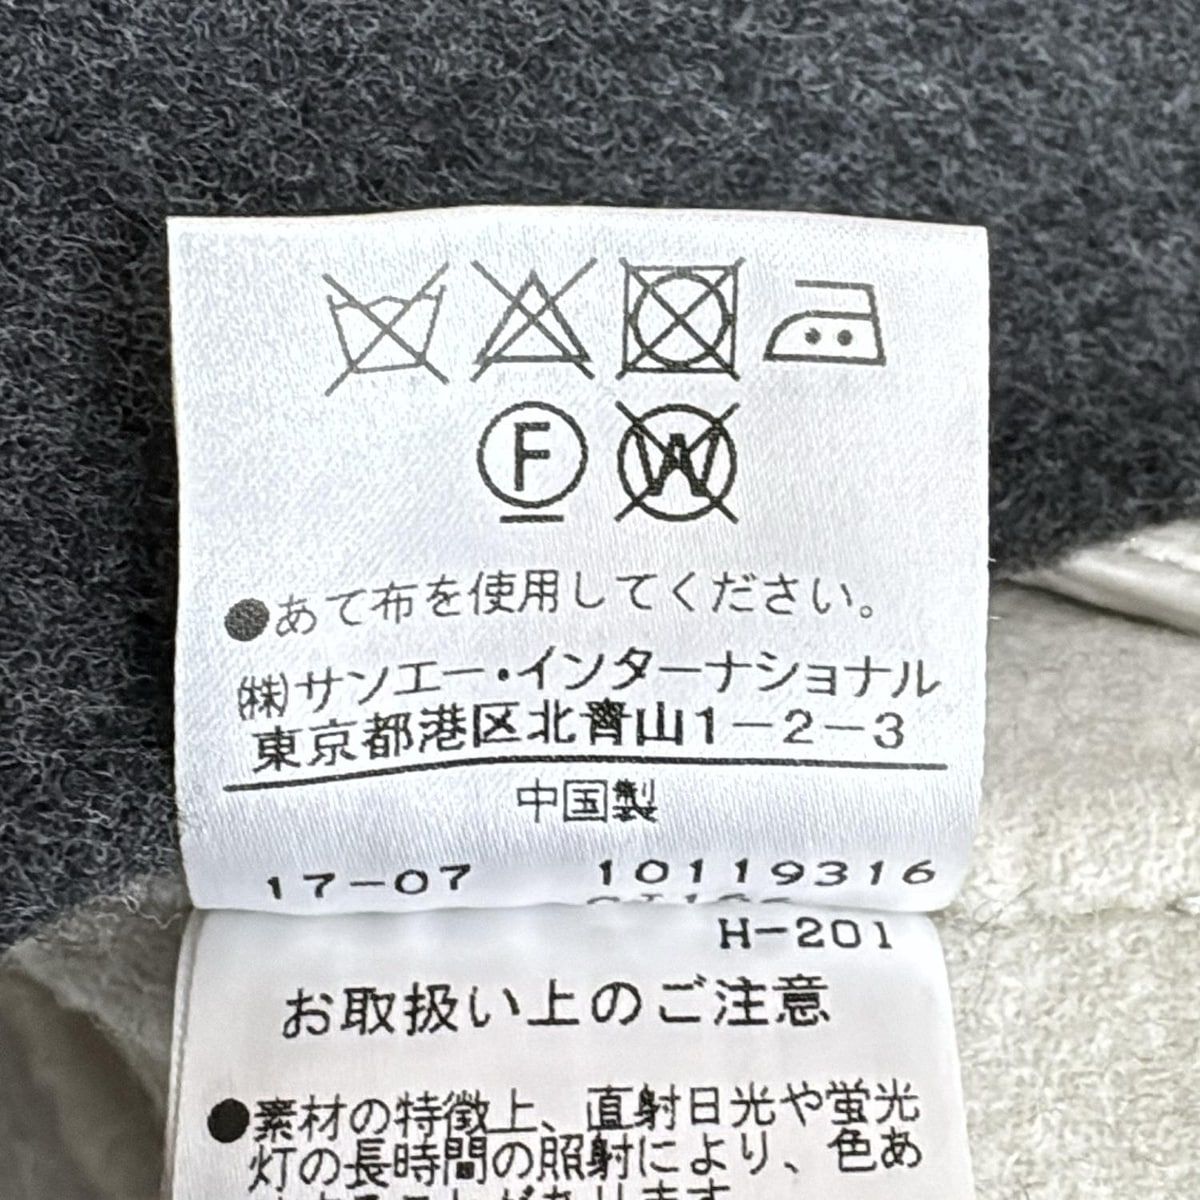 F W
●あて布を使用してください。
(株)サンエー・インターナショナル
東京都港区北青山1-2-3
中国製
17-07 10119316
H-201
お取扱い上のご注意
●素材の特徴上、直射日光や蛍光
灯の長時間の照射により、色あ